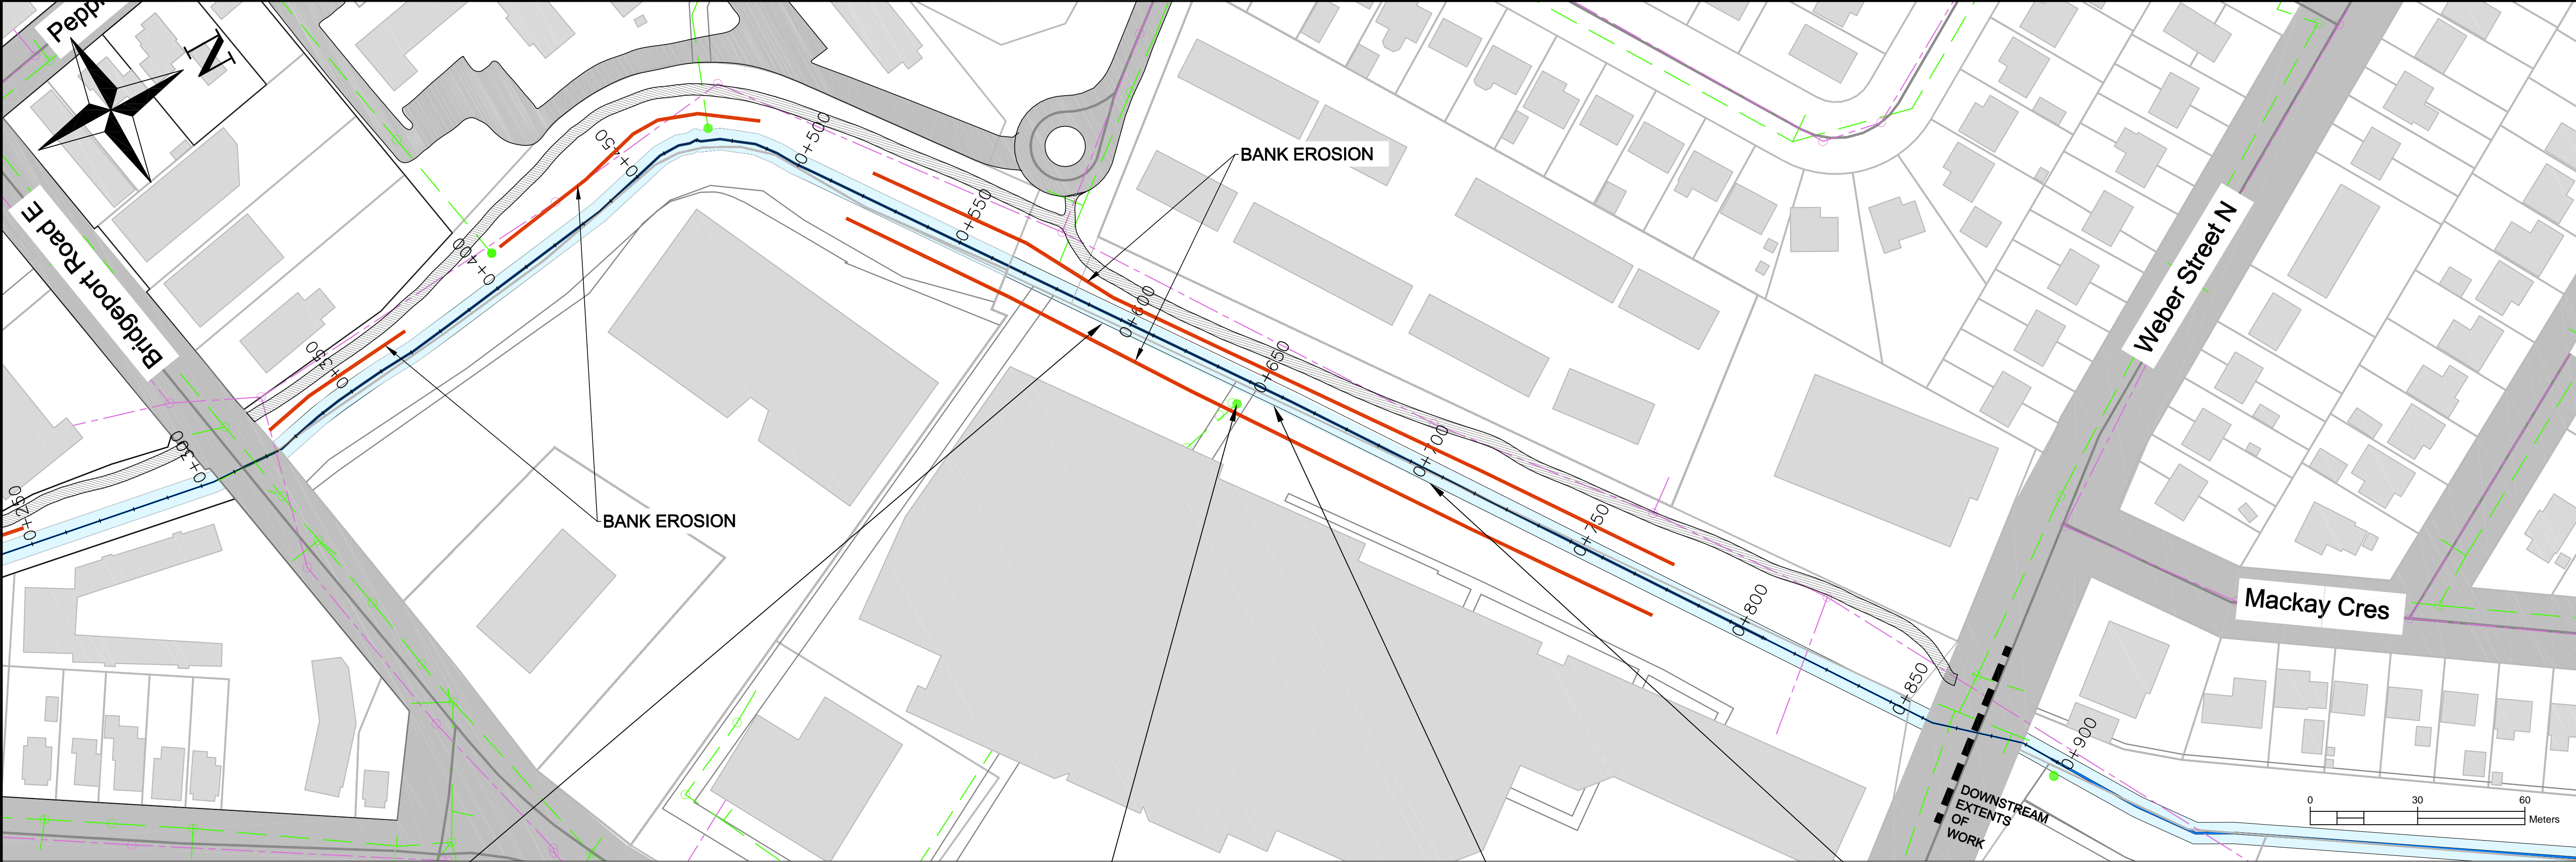 Peppl
N
Bridgeport Road E
0+250
0+300
0+350
0+400
0+450
0+500
0+550
0+600
0+650
0+700
0+750
0+800
0+850
0+900
BANK EROSION
BANK EROSION
Weber Street N
Mackay Cres
DOWNSTREAM
EXTENTS
OF
WORK
0 30 60
Meters